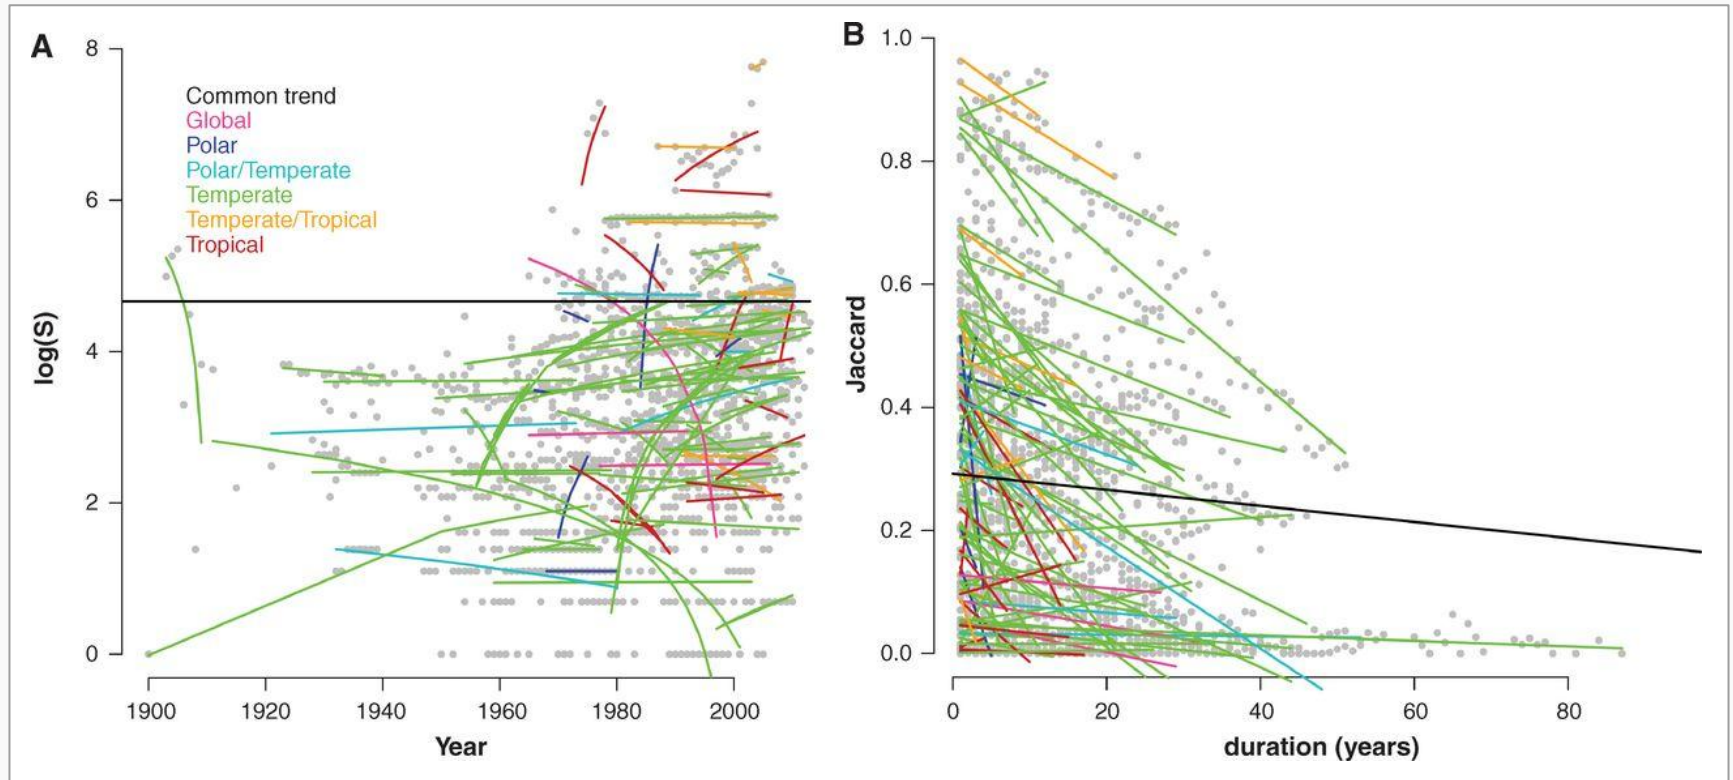 A
8
6
4
2
0
log(S)
Common trend
Global
Polar
Polar/Temperate
Temperate
Temperate/Tropical
Tropical
1900 1920 1940 1960 1980 2000
Year
B
1.0
0.8
0.6
0.4
0.2
0.0
Jaccard
0 20 40 60 80
duration (years)